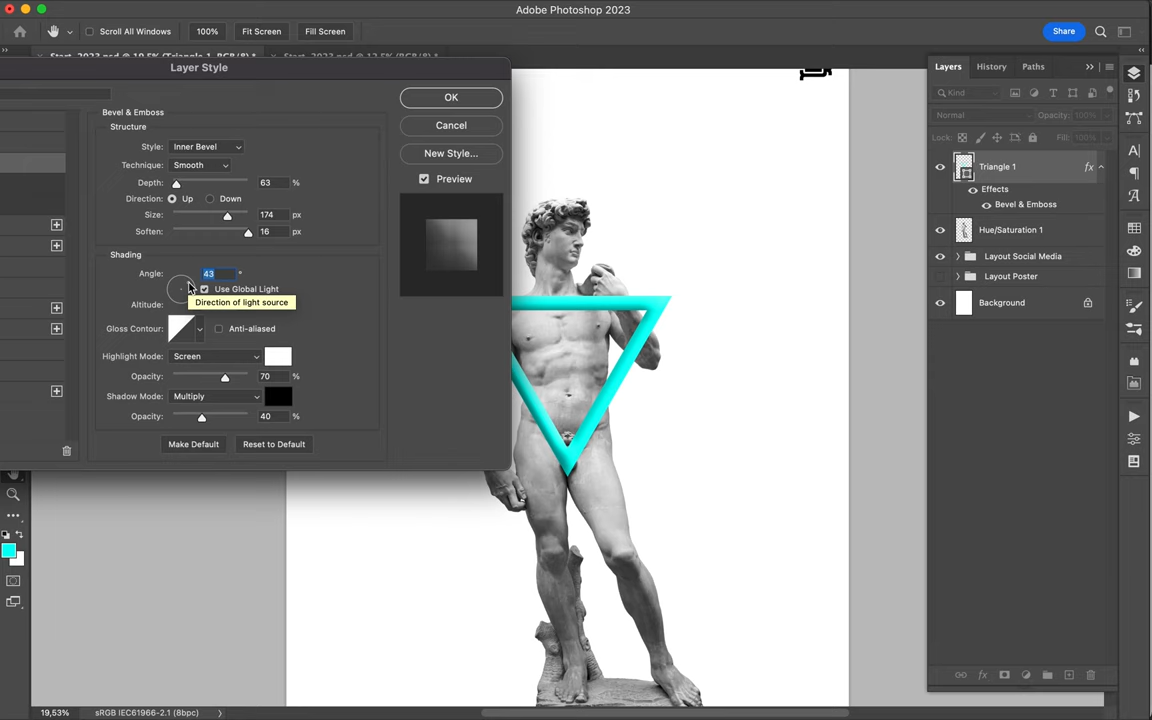 Adobe Photoshop 2023
Scroll All Windows
100%
Fit Screen
Fill Screen
Share
Layer Style
Bevel & Emboss
Structure
Style: Inner Bevel
Technique: Smooth
Depth: 63 %
Direction: Up Down
Size: 174 px
Soften: 16 px
Shading
Angle: 43 °
Use Global Light
Direction of light source
Altitude:
Gloss Contour: Anti-aliased
Highlight Mode: Screen
Opacity: 70 %
Shadow Mode: Multiply
Opacity: 40 %
Make Default
Reset to Default
OK
Cancel
New Style...
Preview
Layers
History
Paths
Kind
Normal
Opacity: 100%
Lock:
Fill: 100%
Triangle 1
fx
Effects
Bevel & Emboss
Hue/Saturation 1
Layout Social Media
Layout Poster
Background
fx
19,53%
sRGB IEC61966-2.1 (8bpc)